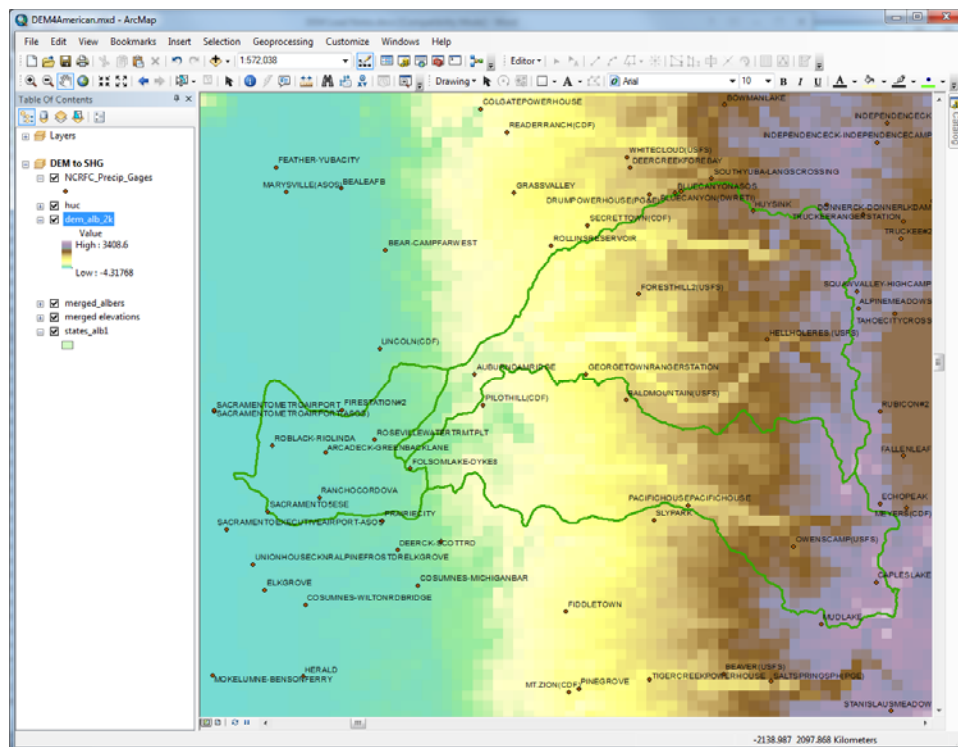 DEM4American.mxd - ArcMap
File Edit View Bookmarks Insert Selection Geoprocessing Customize Windows Help
1:572,038 Editor
Drawing Arial 10 B I U A
Table Of Contents
Catalog
Layers
DEM to SHG
NCRFC_Precip_Gages
huc
dem_alb_2k
Value
High : 3408.6
Low : -4.31768
merged_albers
merged elevations
states_alb1
COLGATEPOWERHOUSE
BOWMANLAKE
READERRANCH(CDF)
INDEPENDENCECK
INDEPENDENCECK-INDEPENDENCECAMP
WHITECLOUD(USFS)
DEERCREEKFOREBAY
FEATHER-YUBACITY
SOUTHYUBA-LANGSCROSSING
MARYSVILLE(ASOS)
BEALEAFB
GRASSVALLEY
BLUECANYONASOS
DRUMPOWERHOUSE(PG&E)
BLUECANYON(DWRETI)
HUYSINK
DONNERCK-DONNERLKDAM
TRUCKEERANGERSTATION
SECRETTOWN(CDF)
TRUCKEE#2
BEAR-CAMPFARWEST
ROLLINSRESERVOIR
FORESTHILL2(USFS)
SQUAWVALLEY-HIGHCAMP
ALPINEMEADOWS
TAHOECITYCROSS
HELLHOLERES(USFS)
LINCOLN(CDF)
AUBURNDAMRIDGE
GEORGETOWNRANGERSTATION
PILOTHILL(CDF)
BALDMOUNTAIN(USFS)
SACRAMENTOMETROAIRPORT
FIRESTATION#2
SACRAMENTOMETROAIRPORT(ASOS)
RUBICON#2
ROSEVILLEWATERTRMTPLT
ROBLACK-RIOLINDA
ARCADECK-GREENBACKLANE
FALLENLEAF
FOLSOMLAKE-DYKE8
RANCHOCORDOVA
PACIFICHOUSEPACIFICHOUSE
ECHOPEAK
SACRAMENTO5ESE
MEYERS(CDF)
SLYPARK
SACRAMENTOEXECUTIVEAIRPORT-ASOS
PRAIRIECITY
DEERCK-SCOTTRD
OWENSCAMP(USFS)
CAPLESLAKE
ELKGROVE
COSUMNES-MICHIGANBAR
COSUMNES-WILTONRDBRIDGE
FIDDLETOWN
MUDLAKE
HERALD
MOKELUMNE-BENSONFERRY
BEAVER(USFS)
TIGERCREEKPOWERHOUSE
MT.ZION(CDF)
PINEGROVE
STANISLAUSMEADOW
-2138.987 2097.868 Kilometers